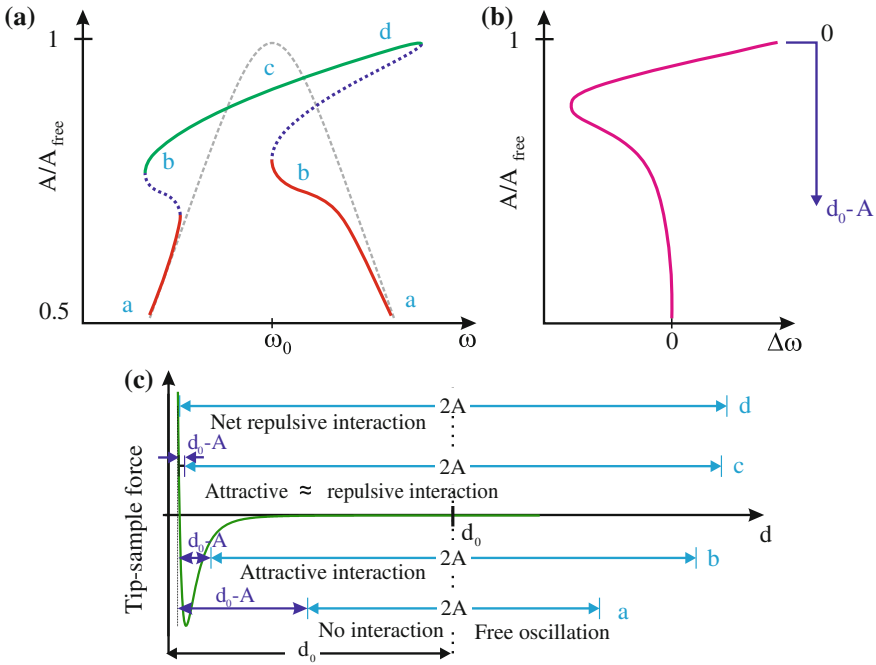 (a)
1
A/A free
0.5
a
b
c
d
b
a
ω₀
ω
(b)
1
A/A free
0
Δω
0
d₀-A
(c)
Tip-sample force
2A
d
Net repulsive interaction
d₀-A
2A
c
Attractive ≈ repulsive interaction
d₀
d
d₀-A
2A
b
Attractive interaction
d₀-A
2A
a
No interaction
Free oscillation
d₀